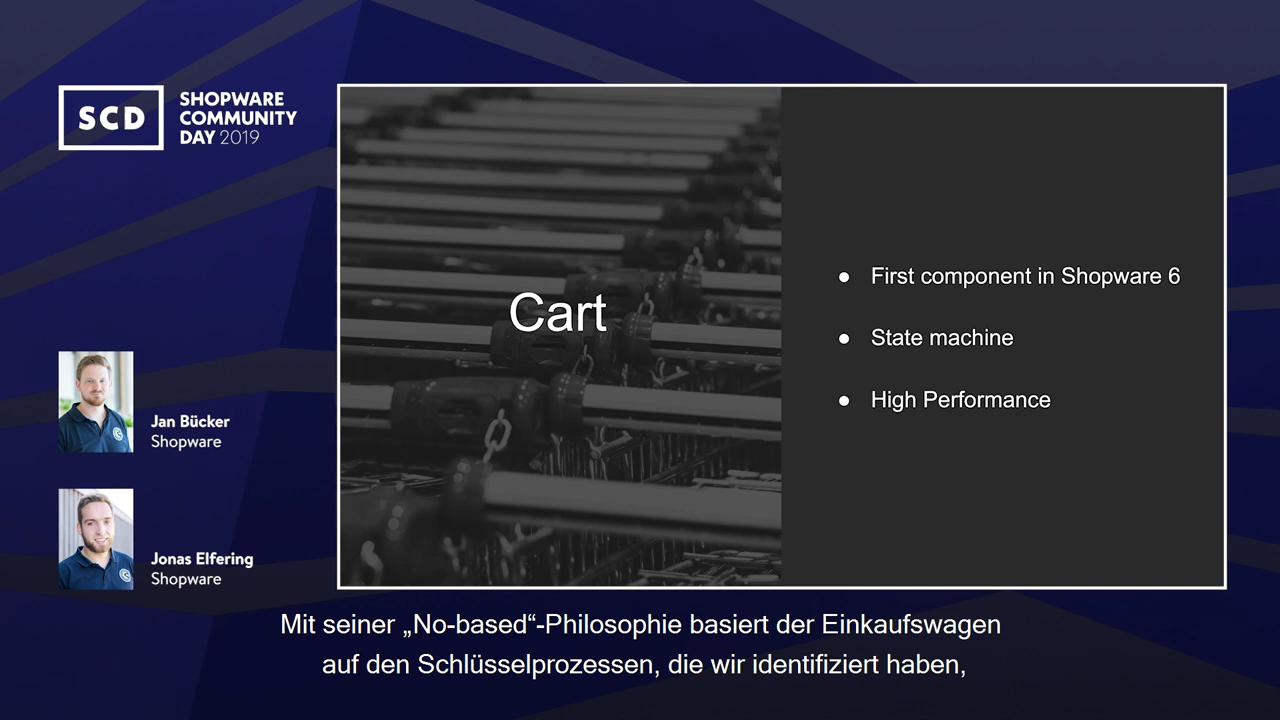 SCD
SHOPWARE
COMMUNITY
DAY 2019
Cart
● First component in Shopware 6
● State machine
● High Performance
Jan Bücker
Shopware
Jonas Elfering
Shopware
Mit seiner „No-based“-Philosophie basiert der Einkaufswagen
auf den Schlüsselprozessen, die wir identifiziert haben,